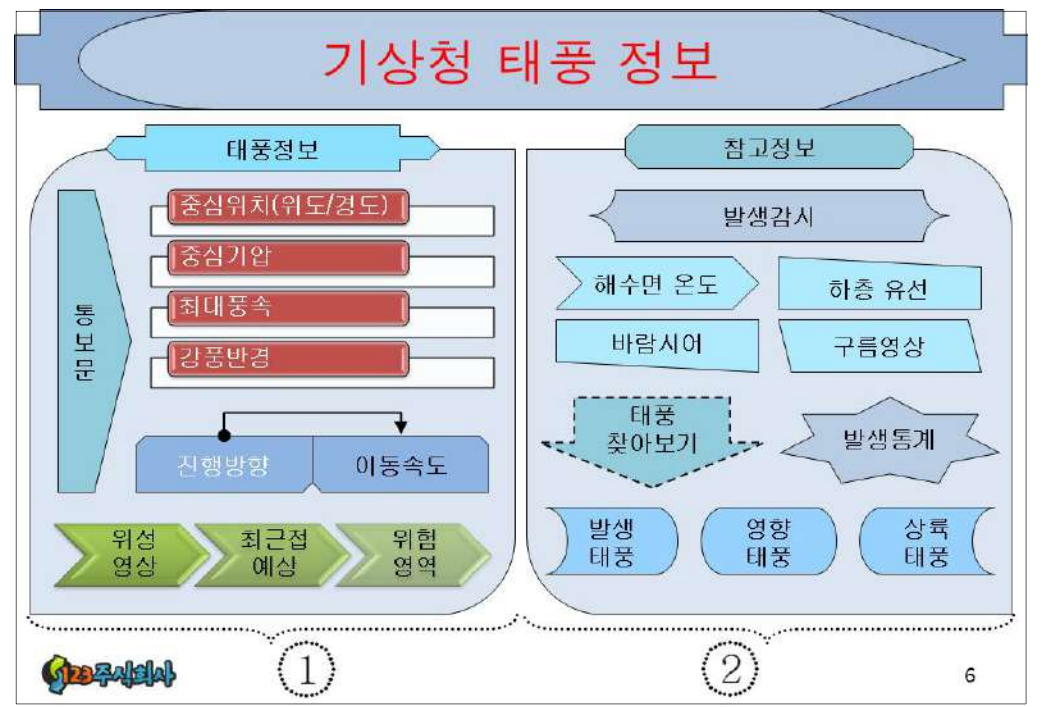 기상청 태풍 정보
태풍정보
통
보
문
중심위치(위도/경도)
중심기압
최대풍속
강풍반경
진행방향
이동속도
위성
영상
최근접
예상
위험
영역
①
참고정보
발생감시
해수면 온도
하층 유선
바람시어
구름영상
태풍
찾아보기
발생통계
발생
태풍
영향
태풍
상륙
태풍
②
123주식회사
6